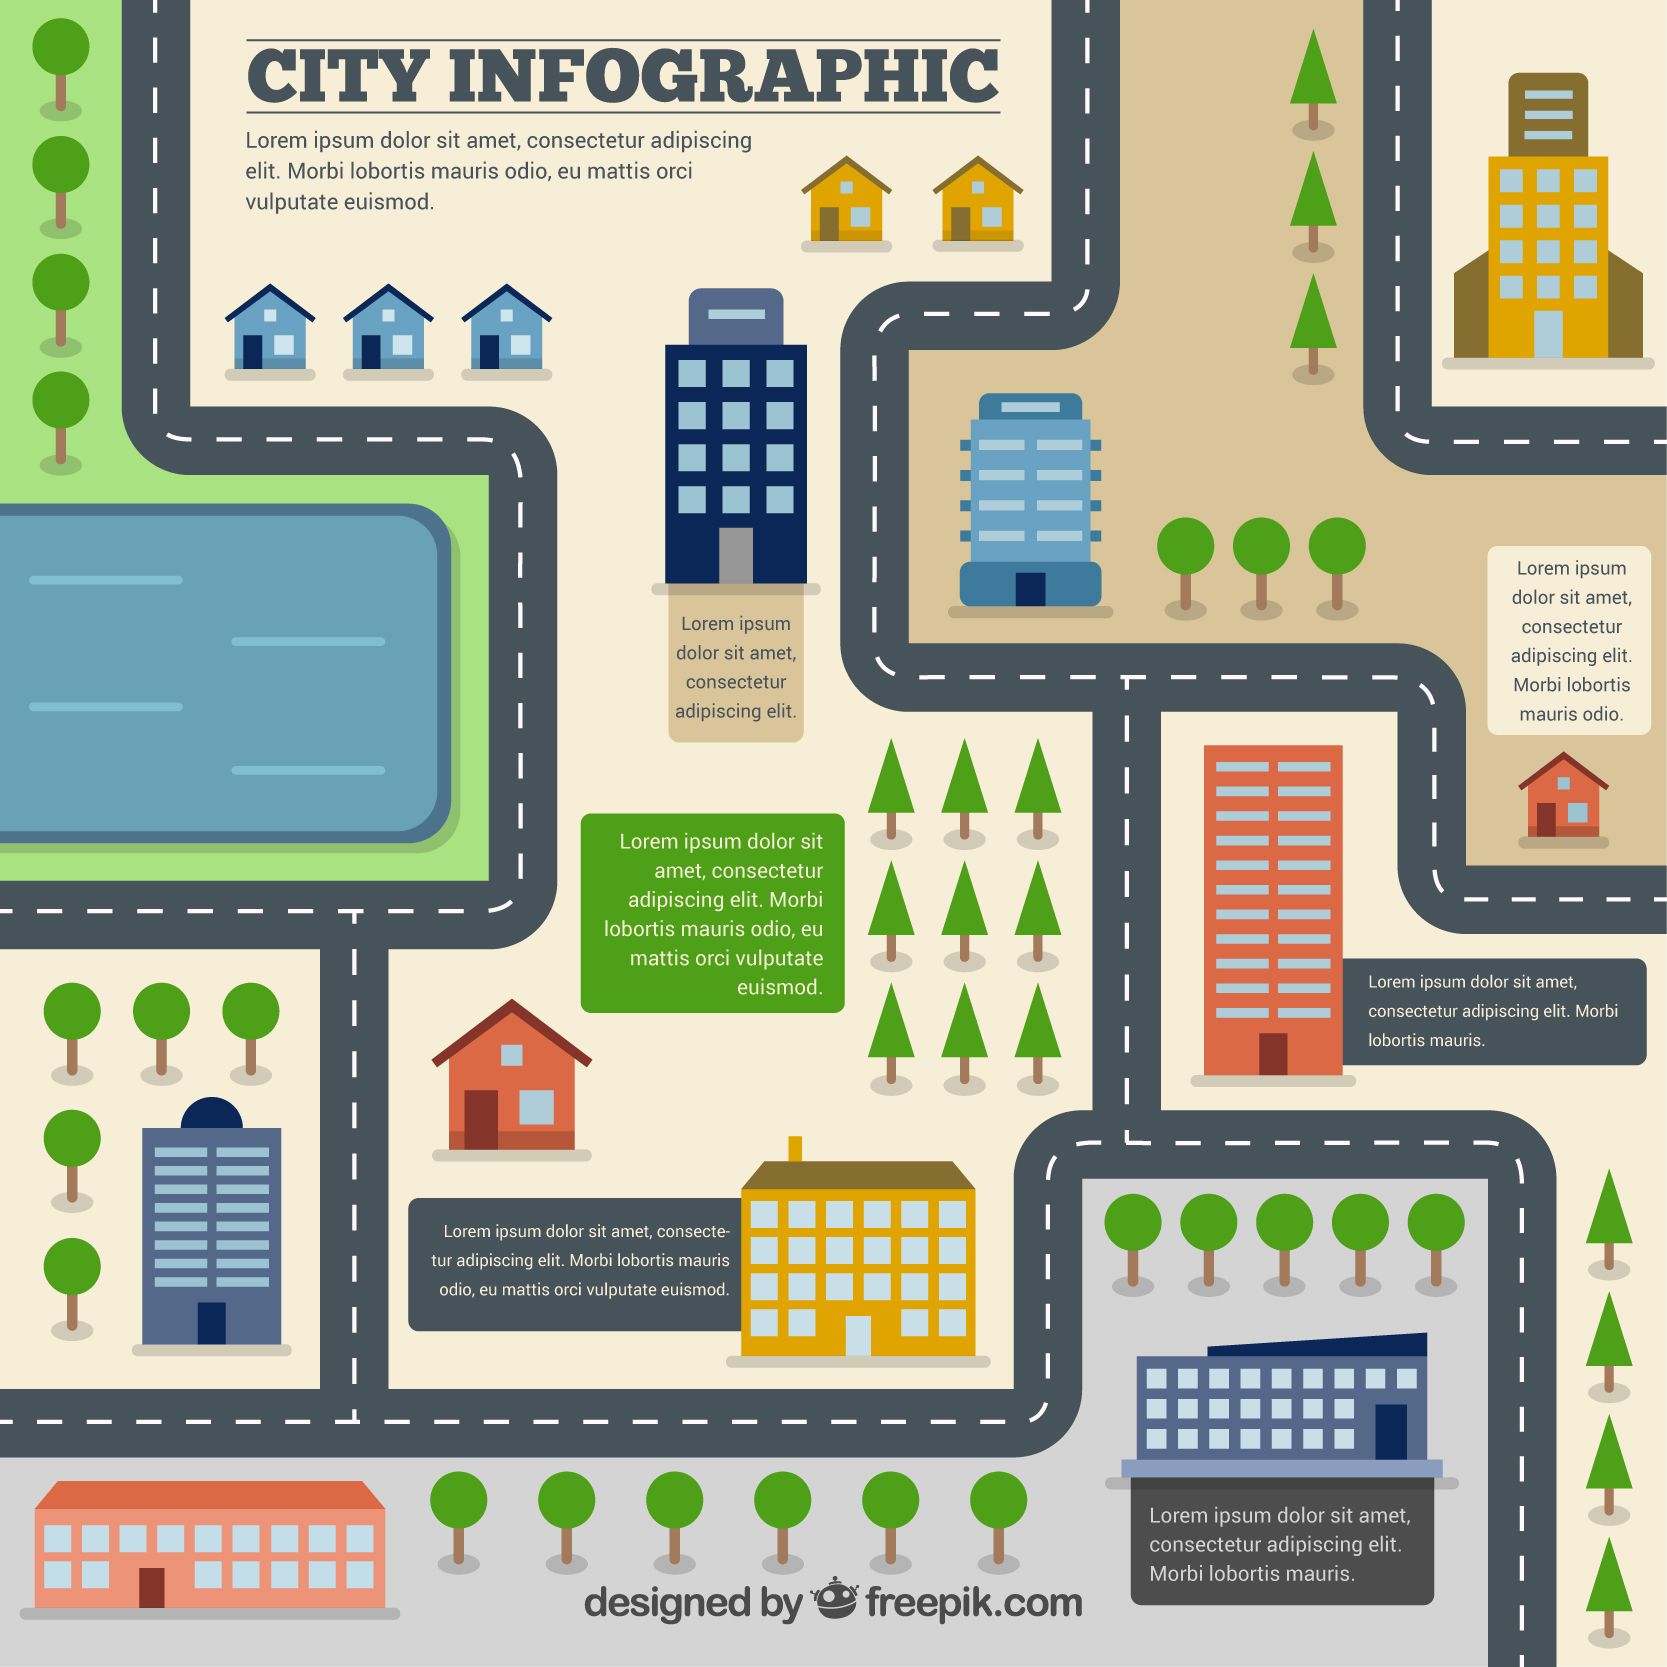 CITY INFOGRAPHIC
Lorem ipsum dolor sit amet, consectetur adipiscing
elit. Morbi lobortis mauris odio, eu mattis orci
vulputate euismod.
Lorem ipsum
dolor sit amet,
consectetur
adipiscing elit.
Lorem ipsum
dolor sit amet,
consectetur
adipiscing elit.
Morbi lobortis
mauris odio.
Lorem ipsum dolor sit
amet, consectetur
adipiscing elit. Morbi
lobortis mauris odio, eu
mattis orci vulputate
euismod.
Lorem ipsum dolor sit amet,
consectetur adipiscing elit. Morbi
lobortis mauris.
Lorem ipsum dolor sit amet, consecte-
tur adipiscing elit. Morbi lobortis mauris
odio, eu mattis orci vulputate euismod.
Lorem ipsum dolor sit amet,
consectetur adipiscing elit.
Morbi lobortis mauris.
designed by freepik.com